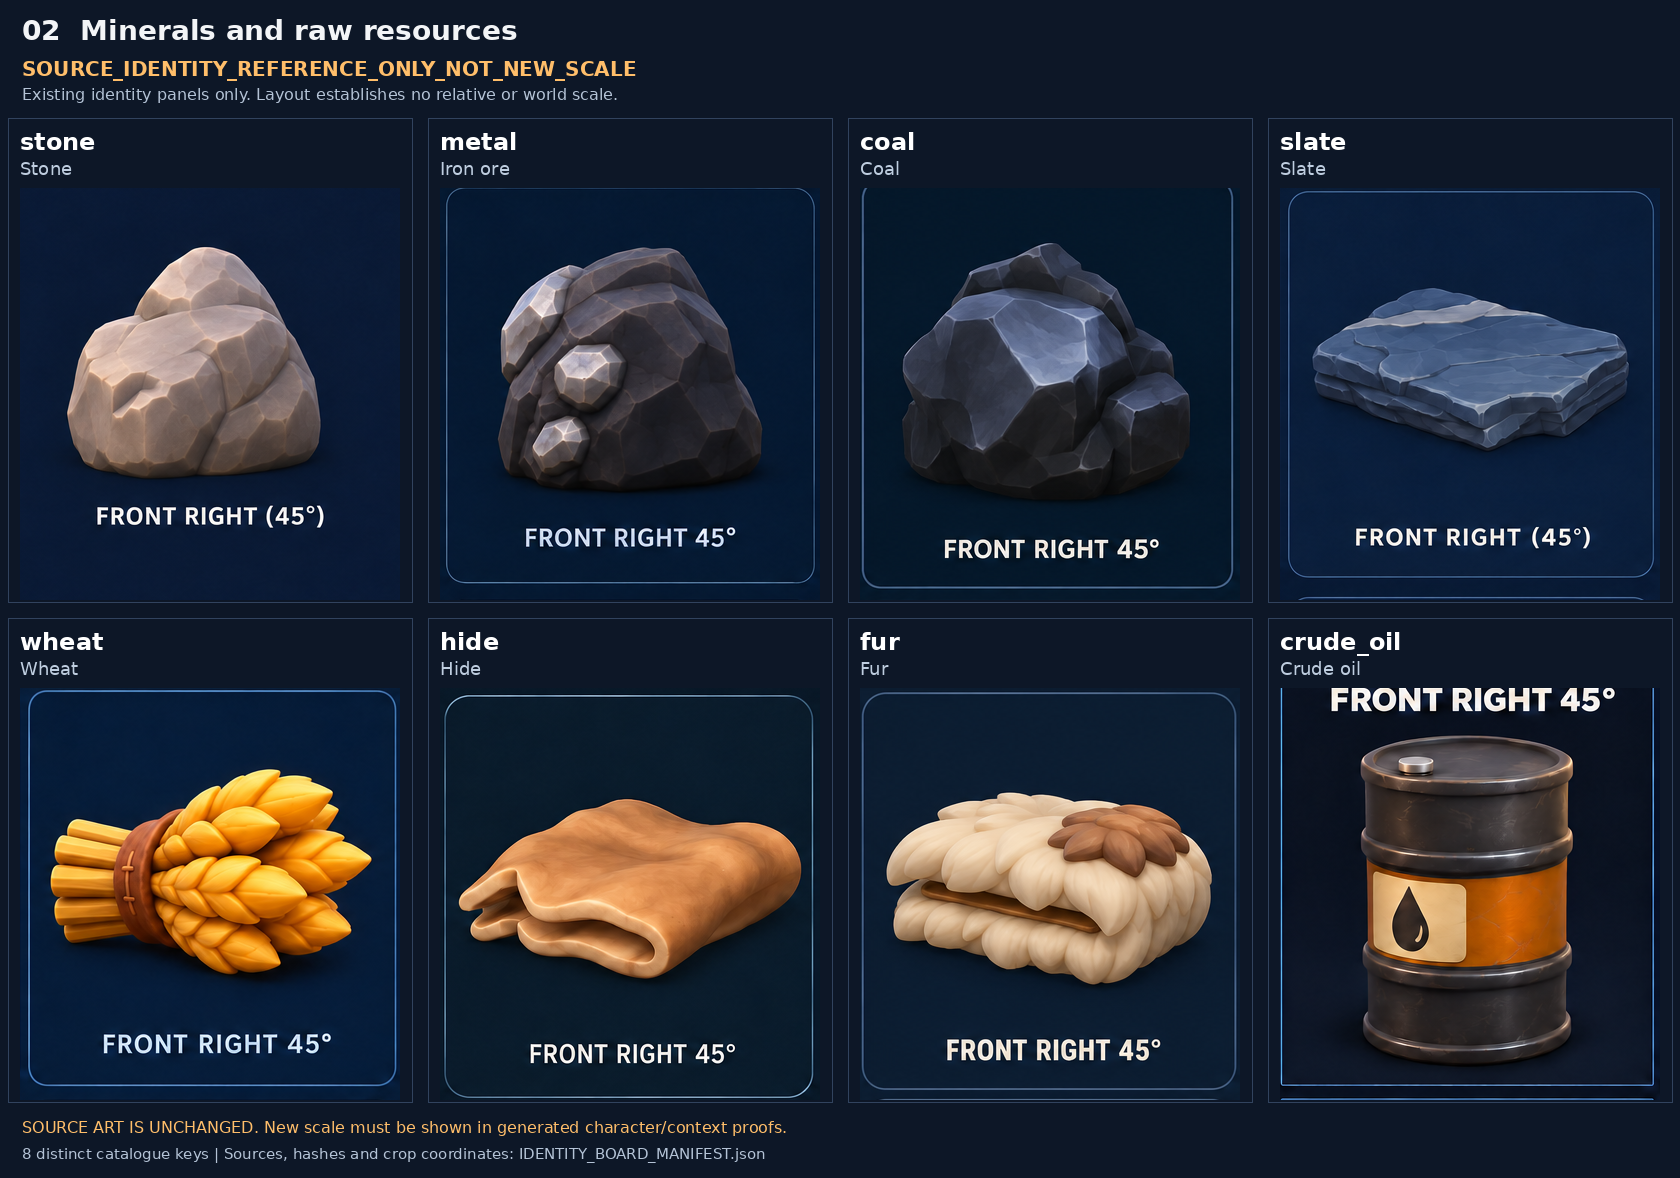 02 Minerals and raw resources
SOURCE_IDENTITY_REFERENCE_ONLY_NOT_NEW_SCALE
Existing identity panels only. Layout establishes no relative or world scale.
stone
Stone
FRONT RIGHT (45°)
metal
Iron ore
FRONT RIGHT 45°
coal
Coal
FRONT RIGHT 45°
slate
Slate
FRONT RIGHT (45°)
wheat
Wheat
FRONT RIGHT 45°
hide
Hide
FRONT RIGHT 45°
fur
Fur
FRONT RIGHT 45°
crude_oil
Crude oil
FRONT RIGHT 45°
SOURCE ART IS UNCHANGED. New scale must be shown in generated character/context proofs.
8 distinct catalogue keys | Sources, hashes and crop coordinates: IDENTITY_BOARD_MANIFEST.json